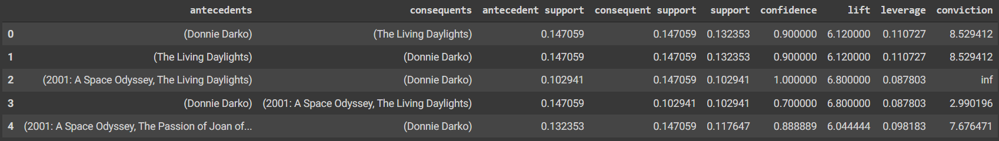 antecedents consequents antecedent support consequent support support confidence lift leverage conviction
0 (Donnie Darko) (The Living Daylights) 0.147059 0.147059 0.132353 0.900000 6.120000 0.110727 8.529412
1 (The Living Daylights) (Donnie Darko) 0.147059 0.147059 0.132353 0.900000 6.120000 0.110727 8.529412
2 (2001: A Space Odyssey, The Living Daylights) (Donnie Darko) 0.102941 0.147059 0.102941 1.000000 6.800000 0.087803 inf
3 (Donnie Darko) (2001: A Space Odyssey, The Living Daylights) 0.147059 0.102941 0.102941 0.700000 6.800000 0.087803 2.990196
4 (2001: A Space Odyssey, The Passion of Joan of... (Donnie Darko) 0.132353 0.147059 0.117647 0.888889 6.044444 0.098183 7.676471